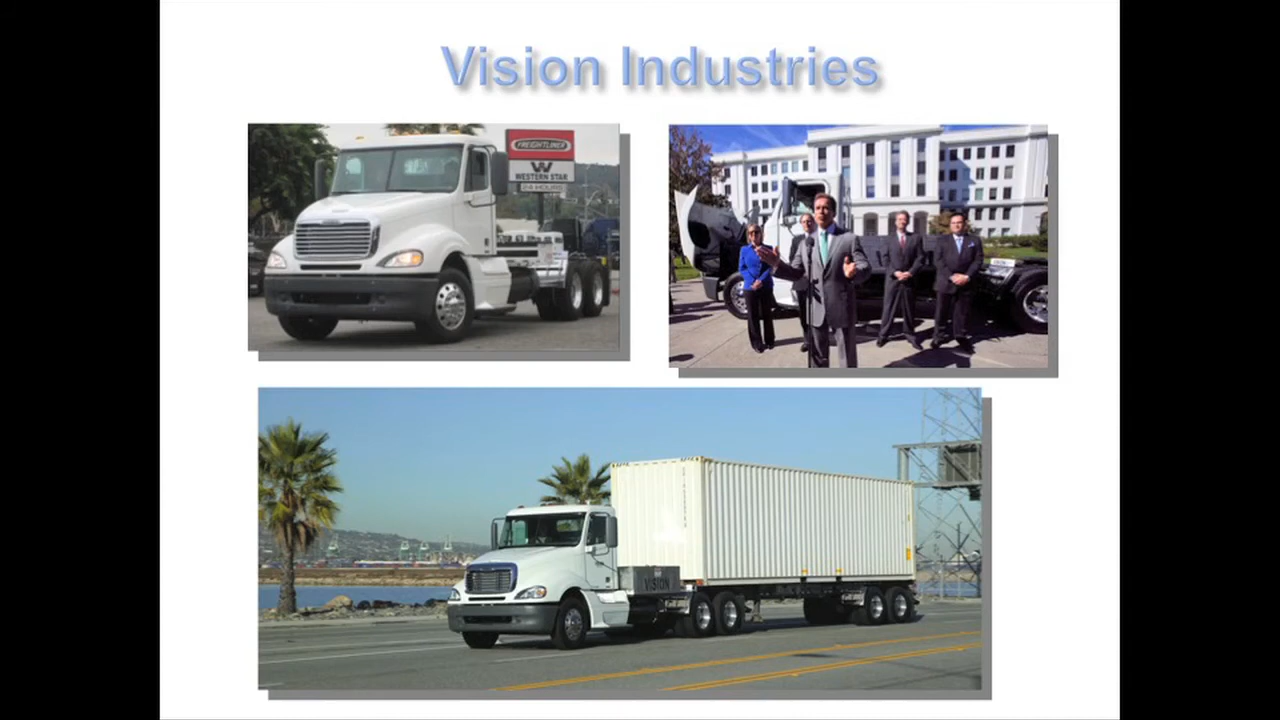 Vision Industries
FREIGHTLINER
WESTERN STAR
24 HOURS
VISION